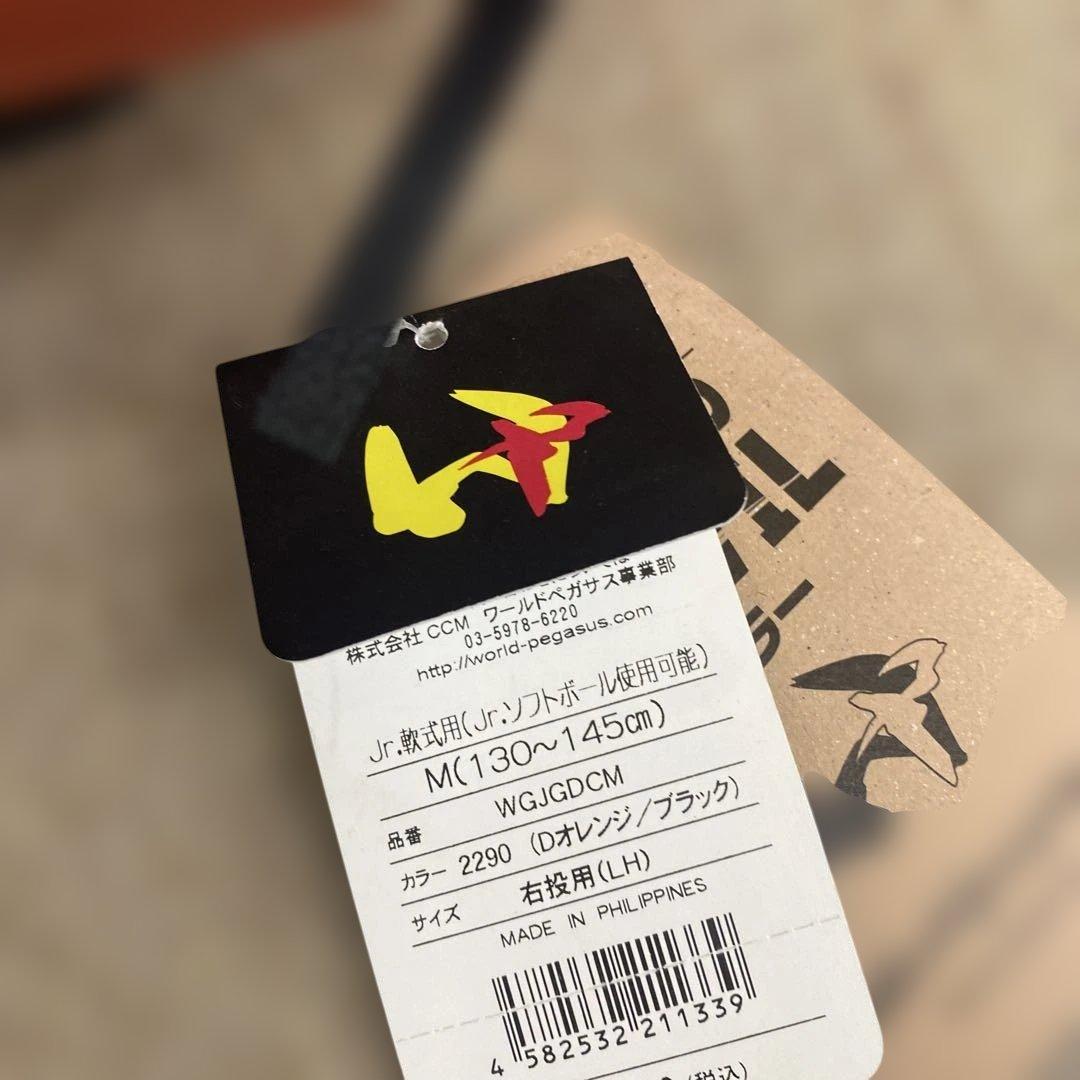 株式会社 CCM ワールドペガサス事業部
03-5978-6220
http://world-pegasus.com
Jr.軟式用(Jr.ソフトボール使用可能)
M(130~145cm)
品番 WGJGDCM
カラー 2290 (Dオレンジ/ブラック)
サイズ 右投用(LH)
MADE IN PHILIPPINES
4 582532 211339
(税込)